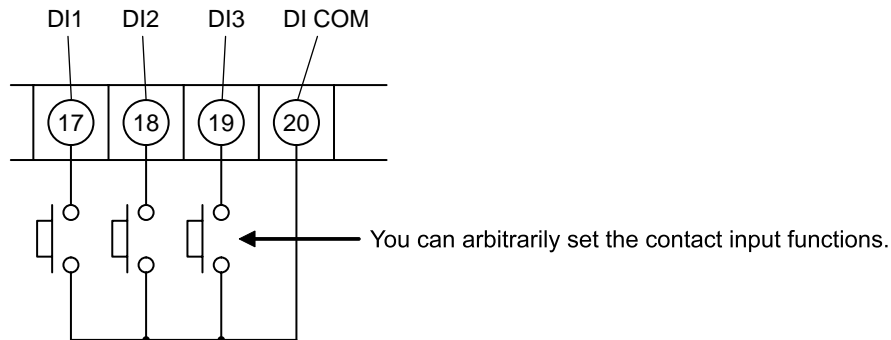 DI1 DI2 DI3 DI COM
17 18 19 20
You can arbitrarily set the contact input functions.